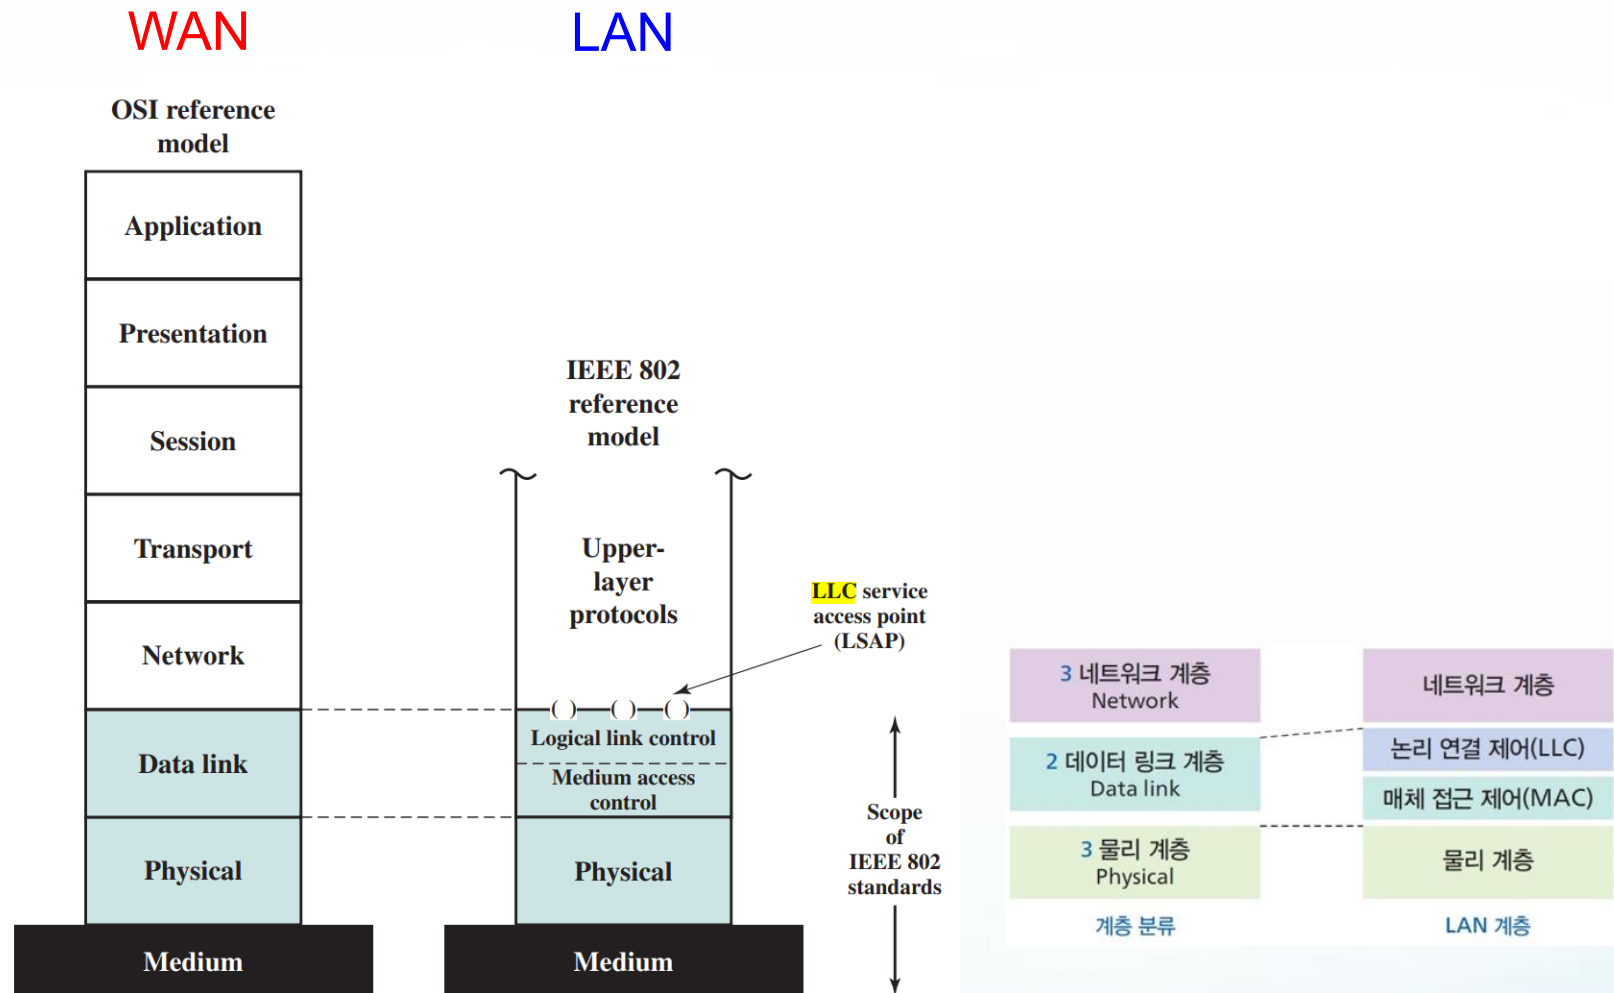 WAN
LAN
OSI reference
model
Application
Presentation
Session
Transport
Network
Data link
Physical
Medium
IEEE 802
reference
model
Upper-
layer
protocols
LLC service
access point
(LSAP)
( ) ( ) ( )
Logical link control
Medium access
control
Physical
Medium
Scope
of
IEEE 802
standards
3 네트워크 계층
Network
2 데이터 링크 계층
Data link
3 물리 계층
Physical
계층 분류
네트워크 계층
논리 연결 제어(LLC)
매체 접근 제어(MAC)
물리 계층
LAN 계층